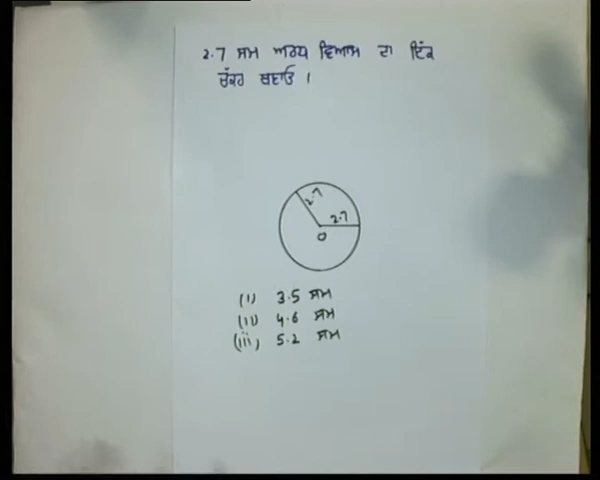 2.7 ਸਮ ਅਰਧ ਵਿਆਸ ਦਾ ਇੱਕ
ਚੱਕਰ ਬਣਾਓ ।
2.7
2.7
O
(i) 3.5 ਸਮ
(ii) 4.6 ਸਮ
(iii) 5.2 ਸਮ